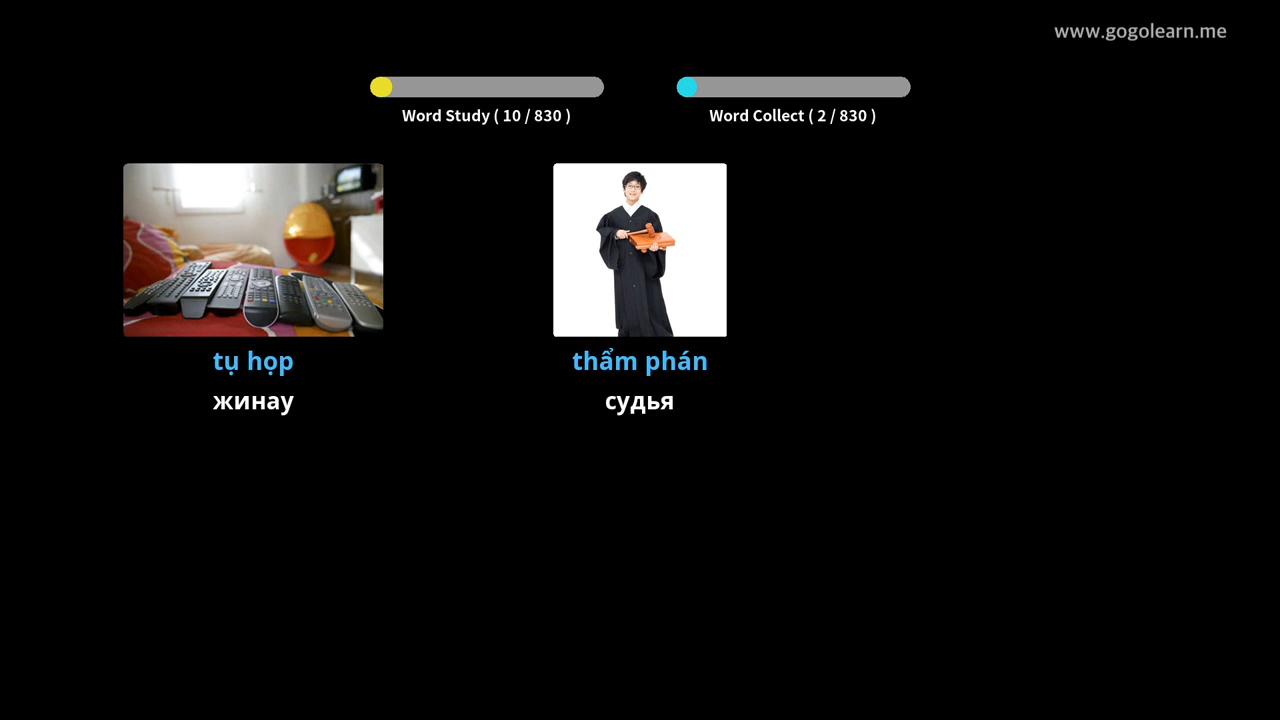 www.gogolearn.me
Word Study ( 10 / 830 )
Word Collect ( 2 / 830 )
tụ họp
жинау
thẩm phán
судья